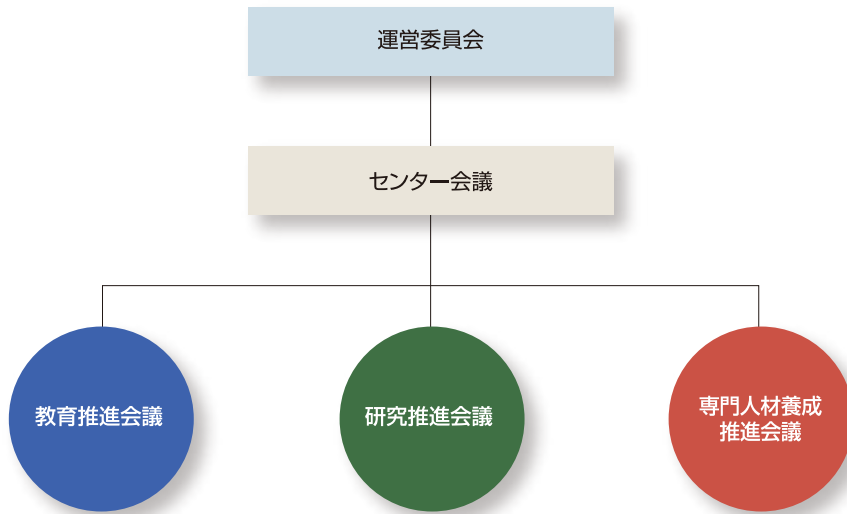 運営委員会
センター会議
教育推進会議
研究推進会議
専門人材養成
推進会議